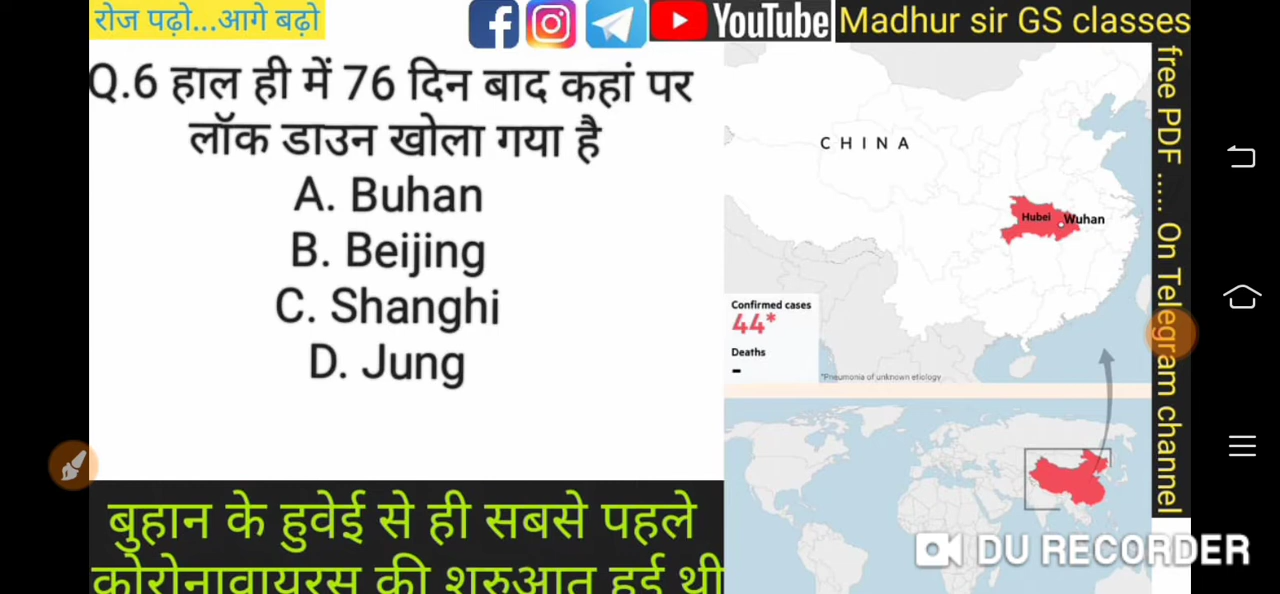 रोज पढ़ो...आगे बढ़ो
YouTube
Madhur sir GS classes
Q.6 हाल ही में 76 दिन बाद कहां पर
लॉक डाउन खोला गया है
A. Buhan
B. Beijing
C. Shanghi
D. Jung
बुहान के हुवेई से ही सबसे पहले
कोरोनावायरस की शुरुआत हुई थी
CHINA
Hubei
Wuhan
Confirmed cases
44*
Deaths
-
*Pneumonia of unknown etiology
free PDF ..... On Telegram channel
DU RECORDER